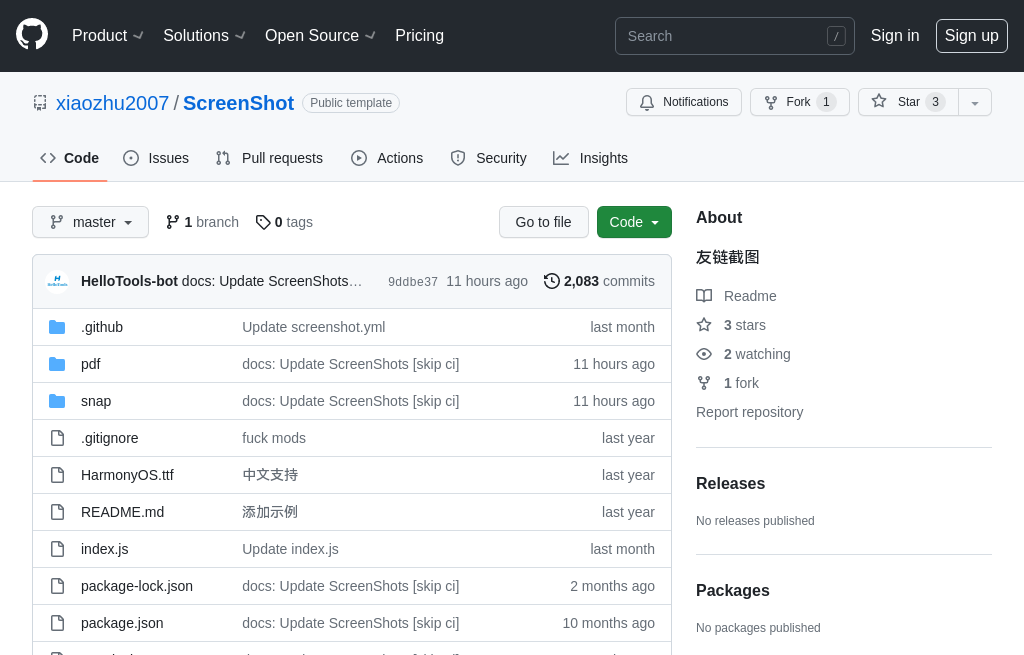 Product Solutions Open Source Pricing Search / Sign in Sign up
xiaozhu2007 / ScreenShot Public template Notifications Fork 1 Star 3
Code Issues Pull requests Actions Security Insights
master 1 branch 0 tags Go to file Code
HelloTools-bot docs: Update ScreenShots… 9ddbe37 11 hours ago 2,083 commits
.github Update screenshot.yml last month
pdf docs: Update ScreenShots [skip ci] 11 hours ago
snap docs: Update ScreenShots [skip ci] 11 hours ago
.gitignore fuck mods last year
HarmonyOS.ttf 中文支持 last year
README.md 添加示例 last year
index.js Update index.js last month
package-lock.json docs: Update ScreenShots [skip ci] 2 months ago
package.json docs: Update ScreenShots [skip ci] 10 months ago
About
友链截图
Readme
3 stars
2 watching
1 fork
Report repository
Releases
No releases published
Packages
No packages published